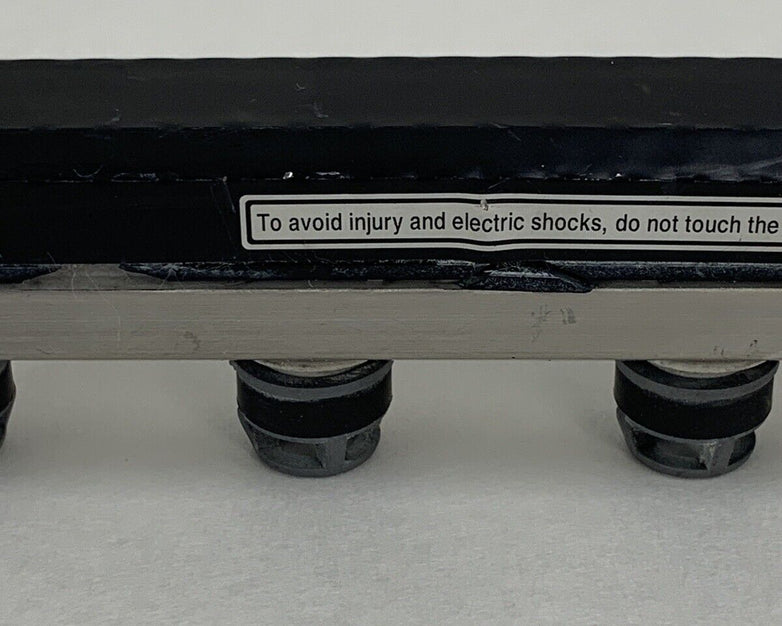 To avoid injury and electric shocks, do not touch the